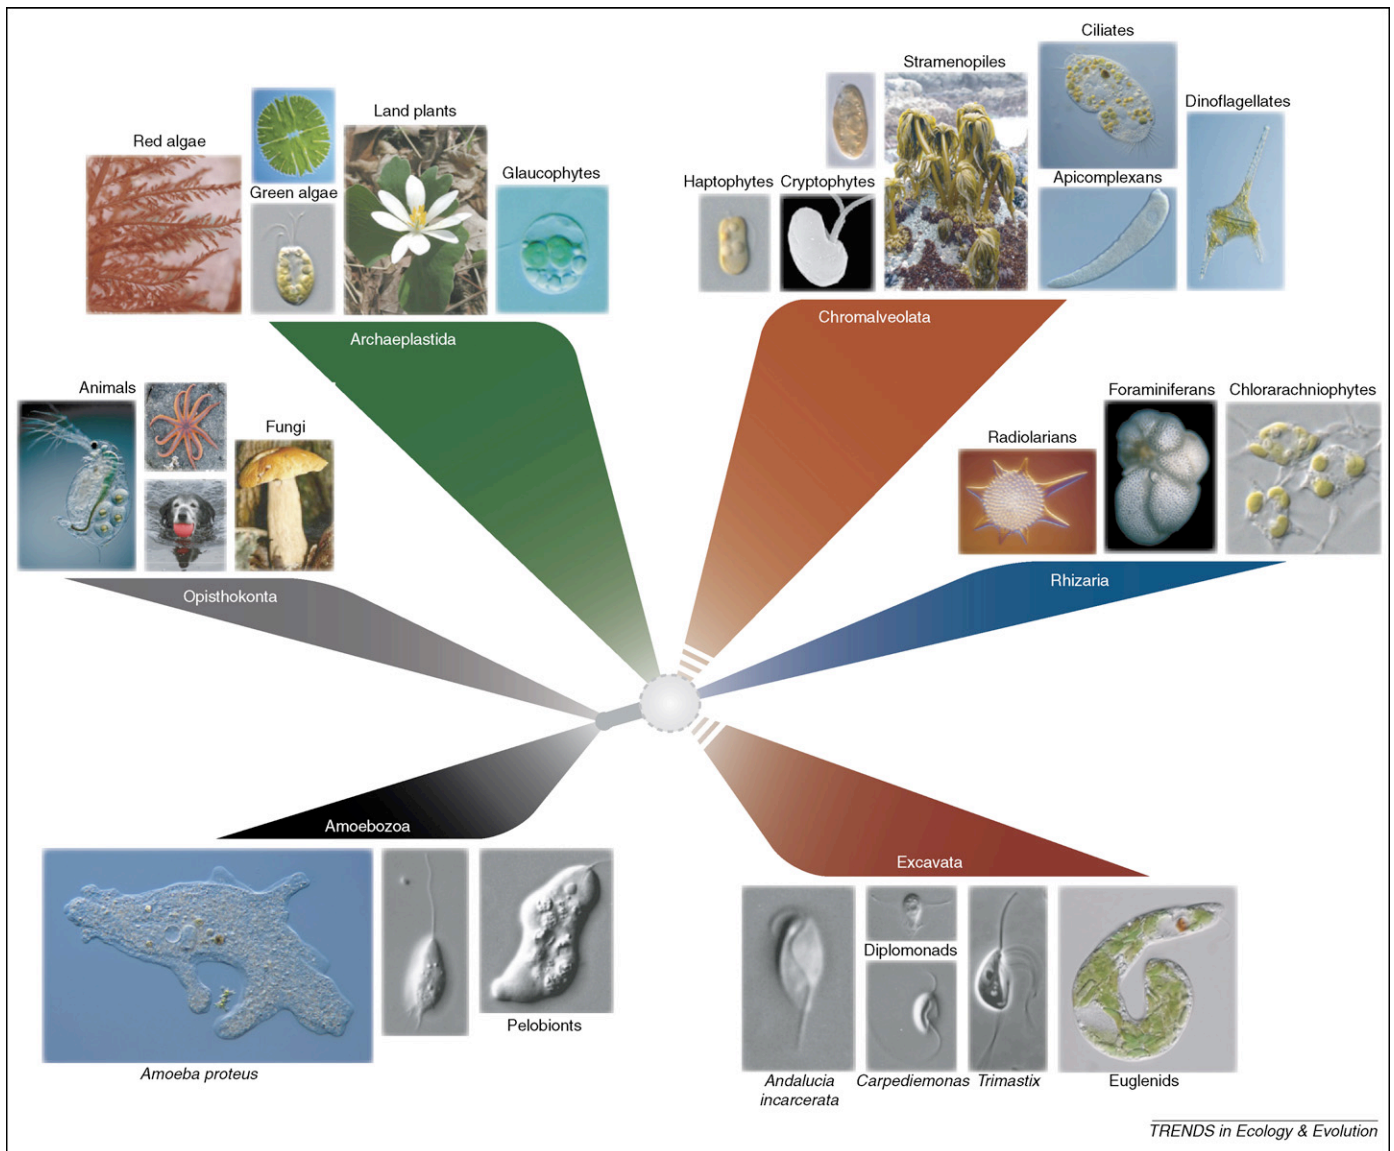 Ciliates
Stramenopiles
Dinoflagellates
Land plants
Red algae
Glaucophytes
Green algae
Haptophytes
Cryptophytes
Apicomplexans
Archaeplastida
Chromalveolata
Animals
Fungi
Foraminiferans
Chlorarachniophytes
Radiolarians
Opisthokonta
Rhizaria
Amoebozoa
Excavata
Diplomonads
Pelobionts
Amoeba proteus
Andalucia
incarcerata
Carpediemonas
Trimastix
Euglenids
TRENDS in Ecology & Evolution